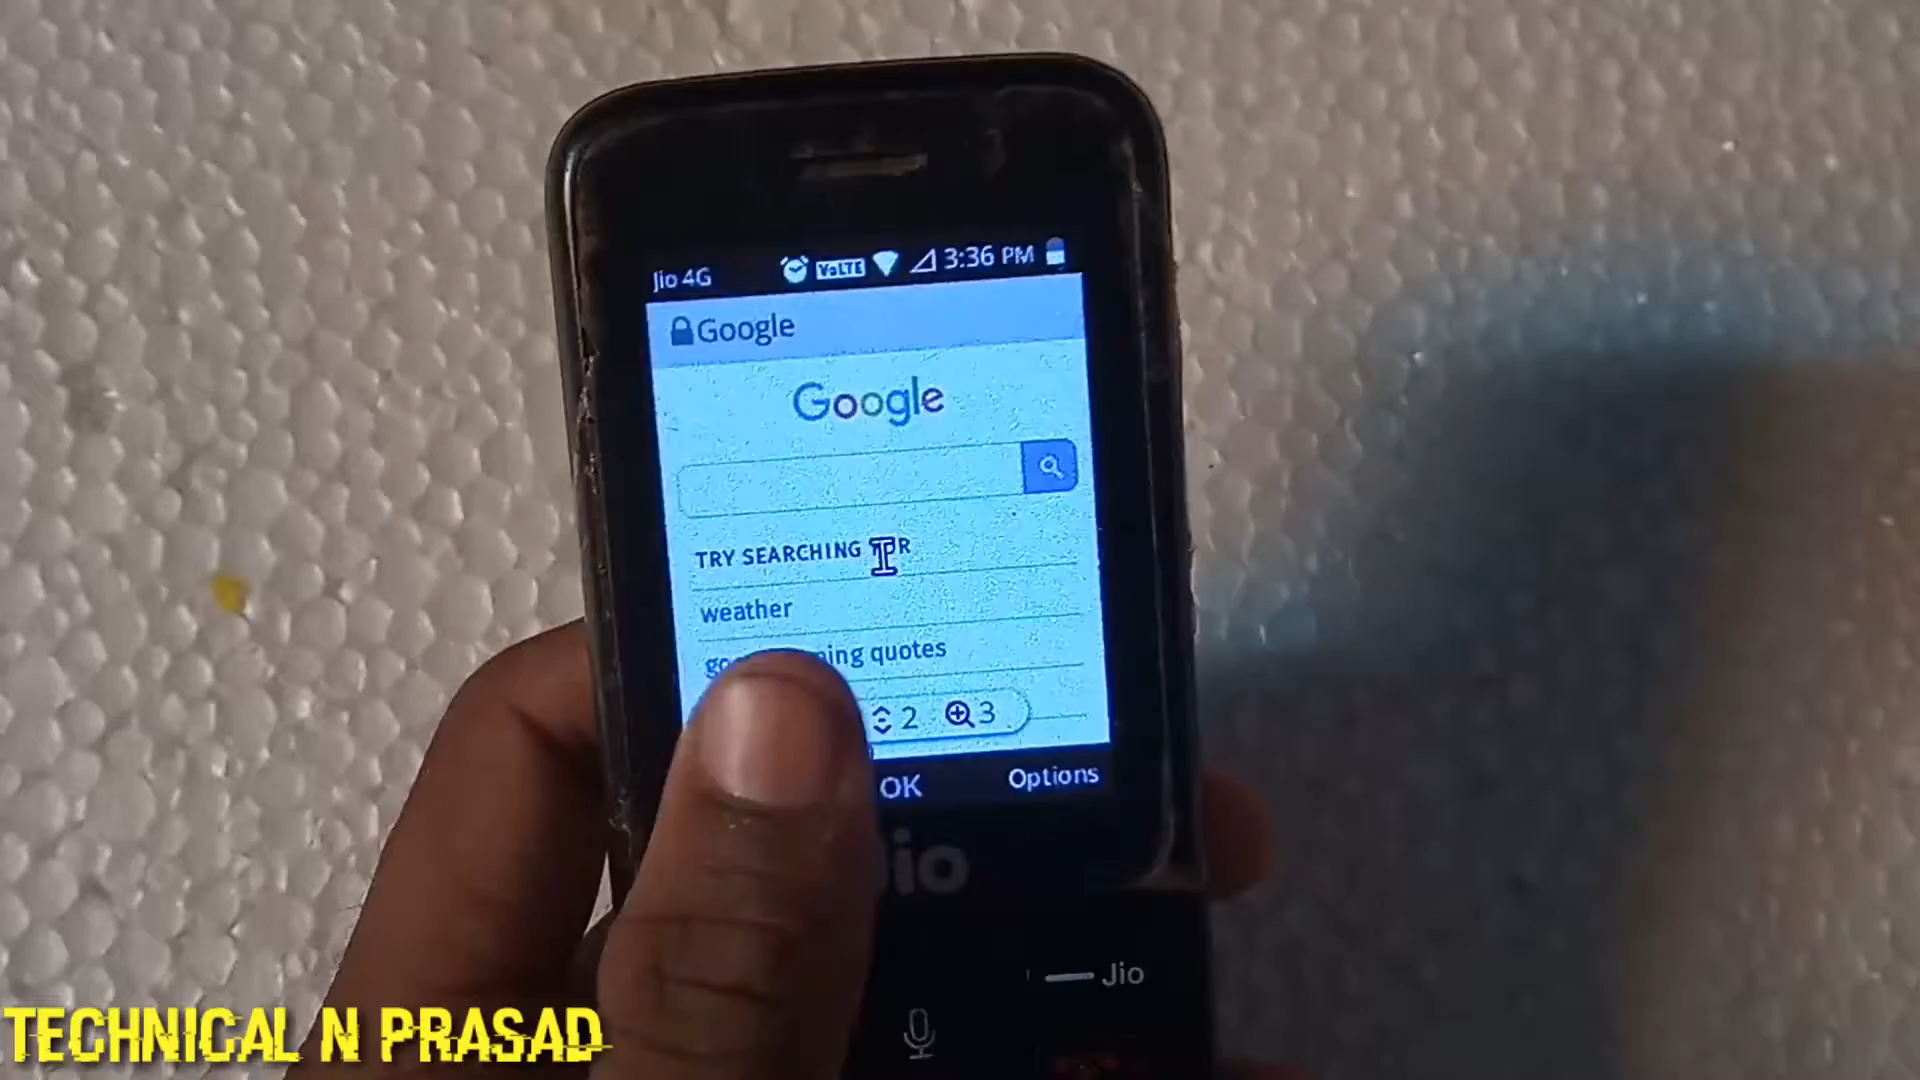 Jio 4G VoLTE 3:36 PM
Google
Google
TRY SEARCHING
weather
quotes
2 3
OK Options
Jio
TECHNICAL N PRASAD